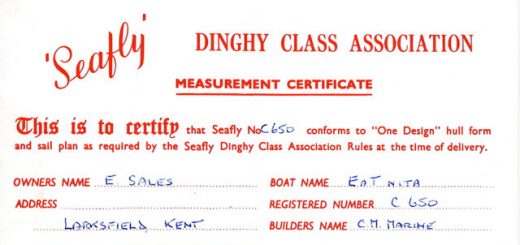 'Seafly' DINGHY CLASS ASSOCIATION
MEASUREMENT CERTIFICATE
This is to certify that Seafly No C650 conforms to "One Design" hull form
and sail plan as required by the Seafly Dinghy Class Association Rules at the time of delivery.
OWNERS NAME E. SALES BOAT NAME EAT NITA
ADDRESS REGISTERED NUMBER C 650
LARKSFIELD, KENT BUILDERS NAME C.M. MARINE